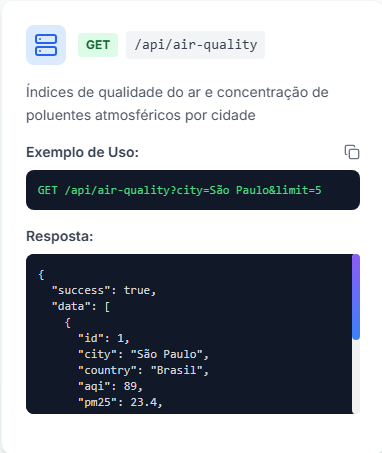 GET /api/air-quality
Índices de qualidade do ar e concentração de
poluentes atmosféricos por cidade
Exemplo de Uso:
GET /api/air-quality?city=São Paulo&limit=5
Resposta:
{
  "success": true,
  "data": [
    {
      "id": 1,
      "city": "São Paulo",
      "country": "Brasil",
      "aqi": 89,
      "pm25": 23.4,